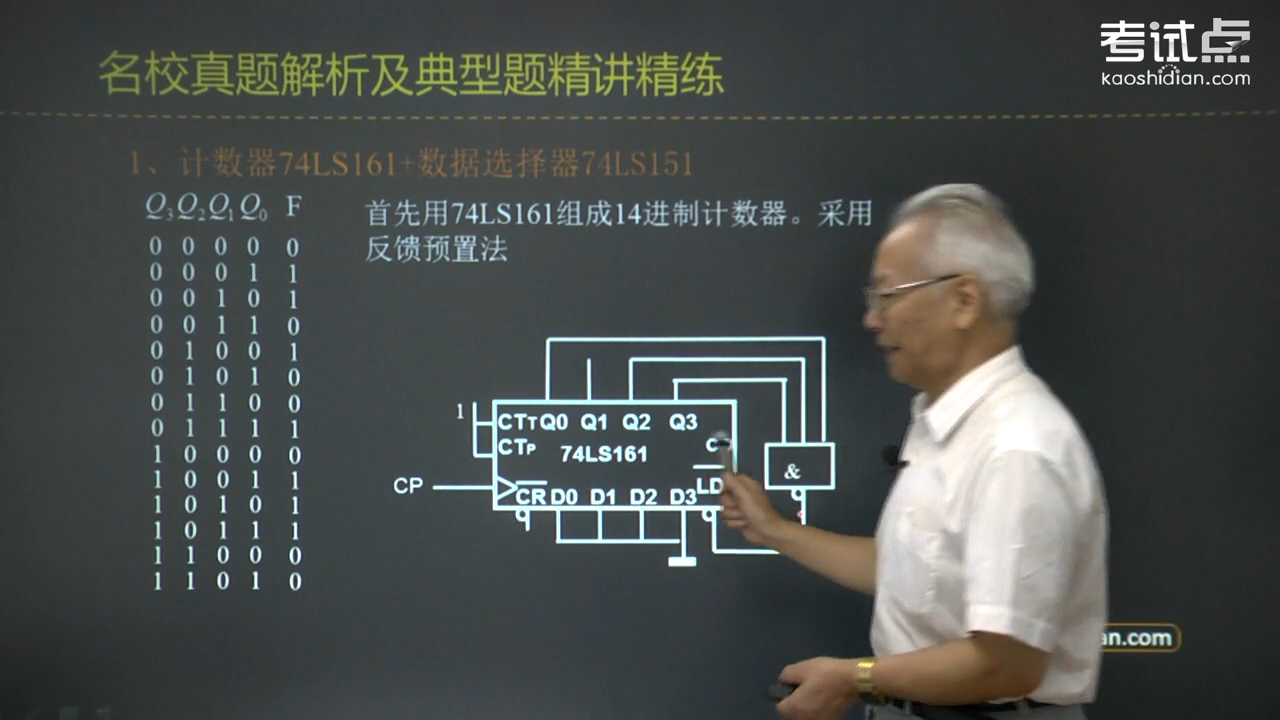 考试点
kaoshidian.com
名校真题解析及典型题精讲精练
1、计数器74LS161+数据选择器74LS151
首先用74LS161组成14进制计数器。采用
反馈预置法
Q3 Q2 Q1 Q0 F
0 0 0 0 0
0 0 0 1 1
0 0 1 0 1
0 0 1 1 0
0 1 0 0 1
0 1 0 1 0
0 1 1 0 0
0 1 1 1 0
1 0 0 0 0
1 0 0 1 1
1 0 1 0 1
1 0 1 1 1
1 1 0 0 0
1 1 0 1 0
1
CTT Q0 Q1 Q2 Q3
CTP 74LS161
CP
CR D0 D1 D2 D3 LD
&
an.com